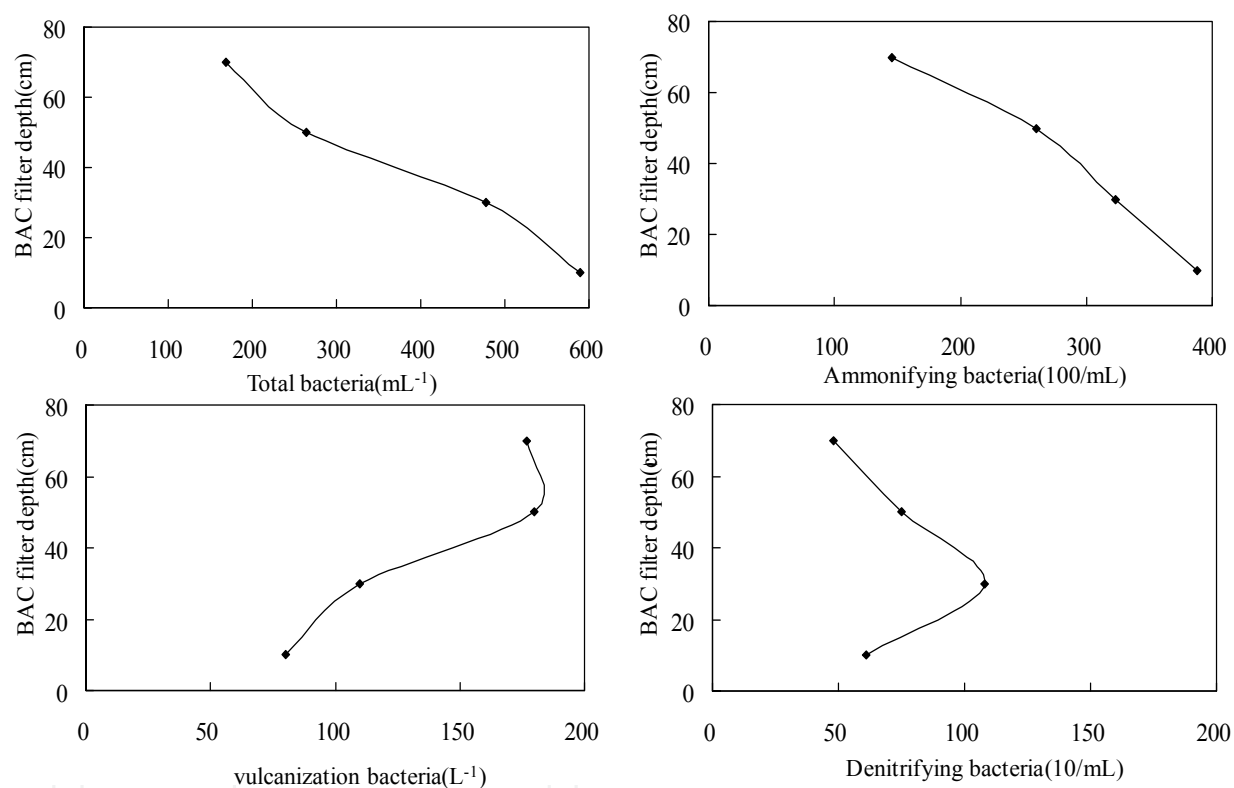 80
60
40
20
0
BAC filter depth(cm)
0 100 200 300 400 500 600
Total bacteria(mL-1)
80
60
40
20
0
BAC filter depth(cm)
0 100 200 300 400
Ammonifying bacteria(100/mL)
80
60
40
20
0
BAC filter depth(cm)
0 50 100 150 200
vulcanization bacteria(L-1)
80
60
40
20
0
BAC filter depth(cm)
0 50 100 150 200
Denitrifying bacteria(10/mL)